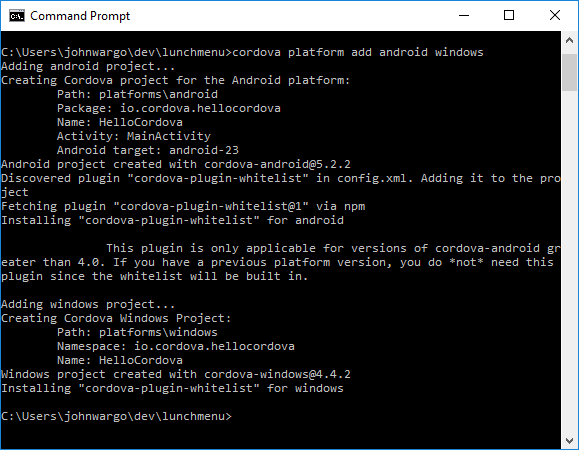 Command Prompt
C:\Users\johnwargo\dev\lunchmenu>cordova platform add android windows
Adding android project...
Creating Cordova project for the Android platform:
        Path: platforms\android
        Package: io.cordova.hellocordova
        Name: HelloCordova
        Activity: MainActivity
        Android target: android-23
Android project created with cordova-android@5.2.2
Discovered plugin "cordova-plugin-whitelist" in config.xml. Adding it to the pro
ject
Fetching plugin "cordova-plugin-whitelist@1" via npm
Installing "cordova-plugin-whitelist" for android
               This plugin is only applicable for versions of cordova-android gr
eater than 4.0. If you have a previous platform version, you do *not* need this
plugin since the whitelist will be built in.
Adding windows project...
Creating Cordova Windows Project:
        Path: platforms\windows
        Namespace: io.cordova.hellocordova
        Name: HelloCordova
Windows project created with cordova-windows@4.4.2
Installing "cordova-plugin-whitelist" for windows
C:\Users\johnwargo\dev\lunchmenu>